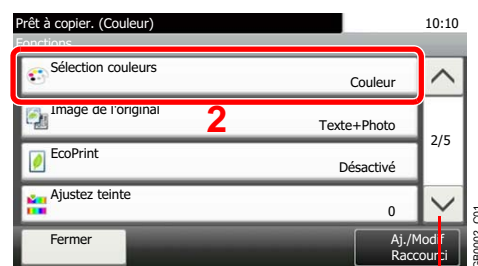 Prêt à copier. (Couleur) 10:10
Fonctions
Sélection couleurs
Couleur
Image de l'original
2
Texte+Photo
2/5
EcoPrint
Désactivé
Ajustez teinte
0
Fermer
Aj./Modif
Raccourci
GB0002_C01